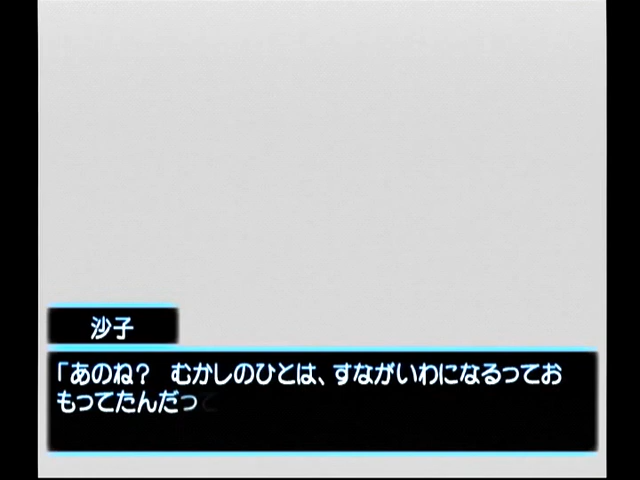 沙子
「あのね？　むかしのひとは、すながいわになるってお
もってたんだって